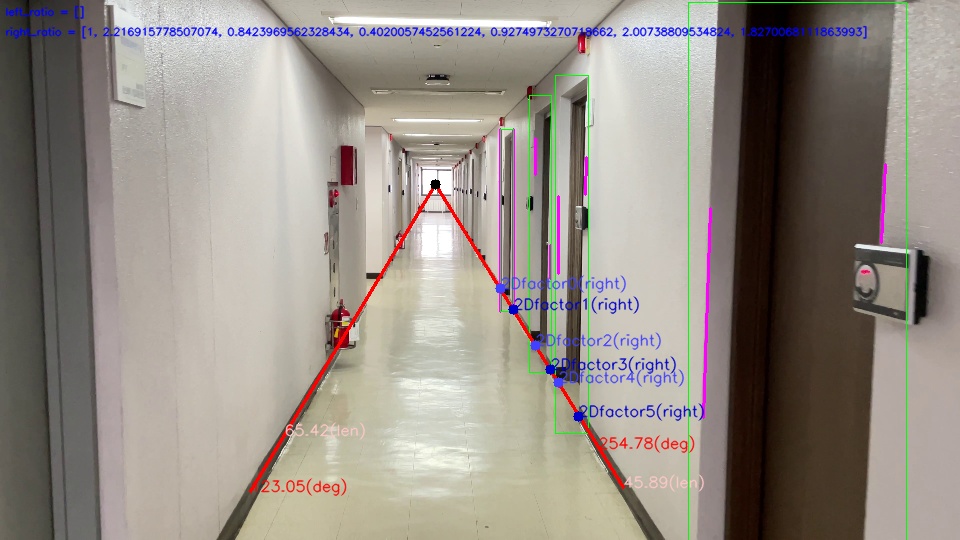 left_ratio = []
right_ratio = [1, 2.216915778507074, 0.8423969562328434, 0.4020057452561224, 0.9274973270718662, 2.00738809534824, 1.8270068111863993]
2Dfactor0(right)
2Dfactor1(right)
2Dfactor2(right)
2Dfactor3(right)
2Dfactor4(right)
2Dfactor5(right)
65.42(len)
254.78(deg)
45.89(len)
23.05(deg)